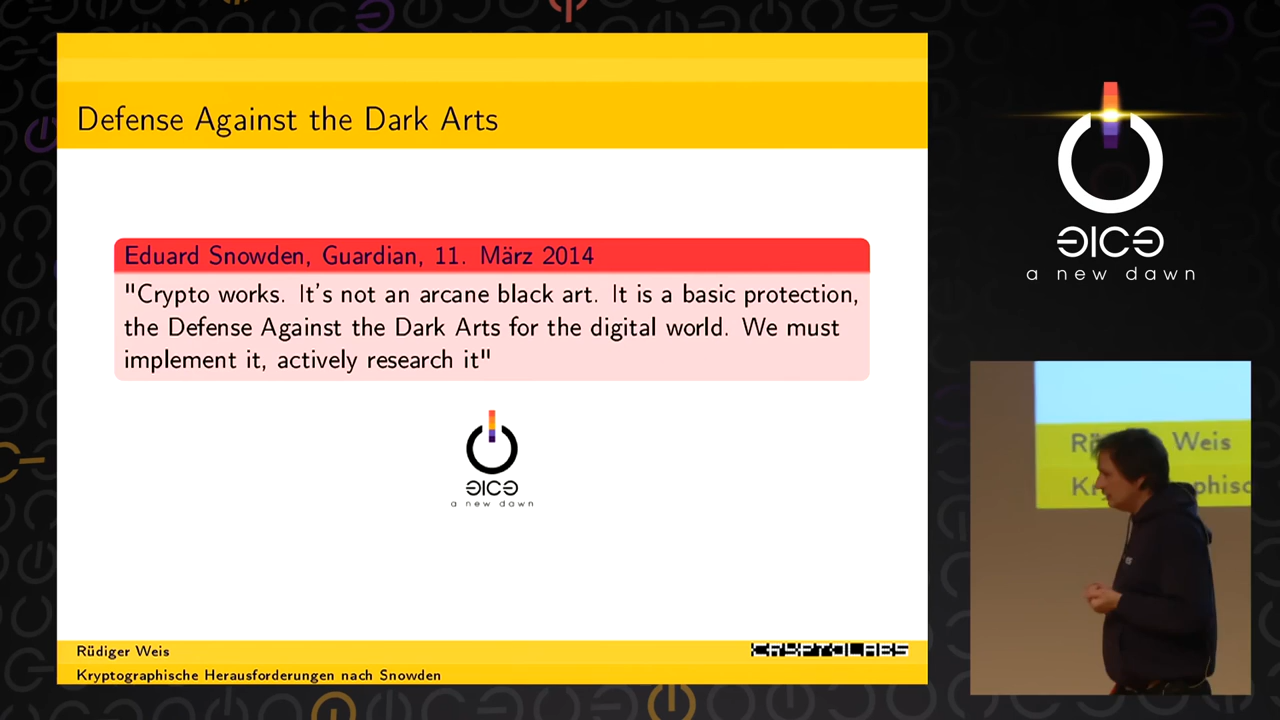 Defense Against the Dark Arts
Eduard Snowden, Guardian, 11. März 2014
"Crypto works. It's not an arcane black art. It is a basic protection,
the Defense Against the Dark Arts for the digital world. We must
implement it, actively research it"
a new dawn
Rüdiger Weis
CRYPTOLABS
Kryptographische Herausforderungen nach Snowden
a new dawn
Weis